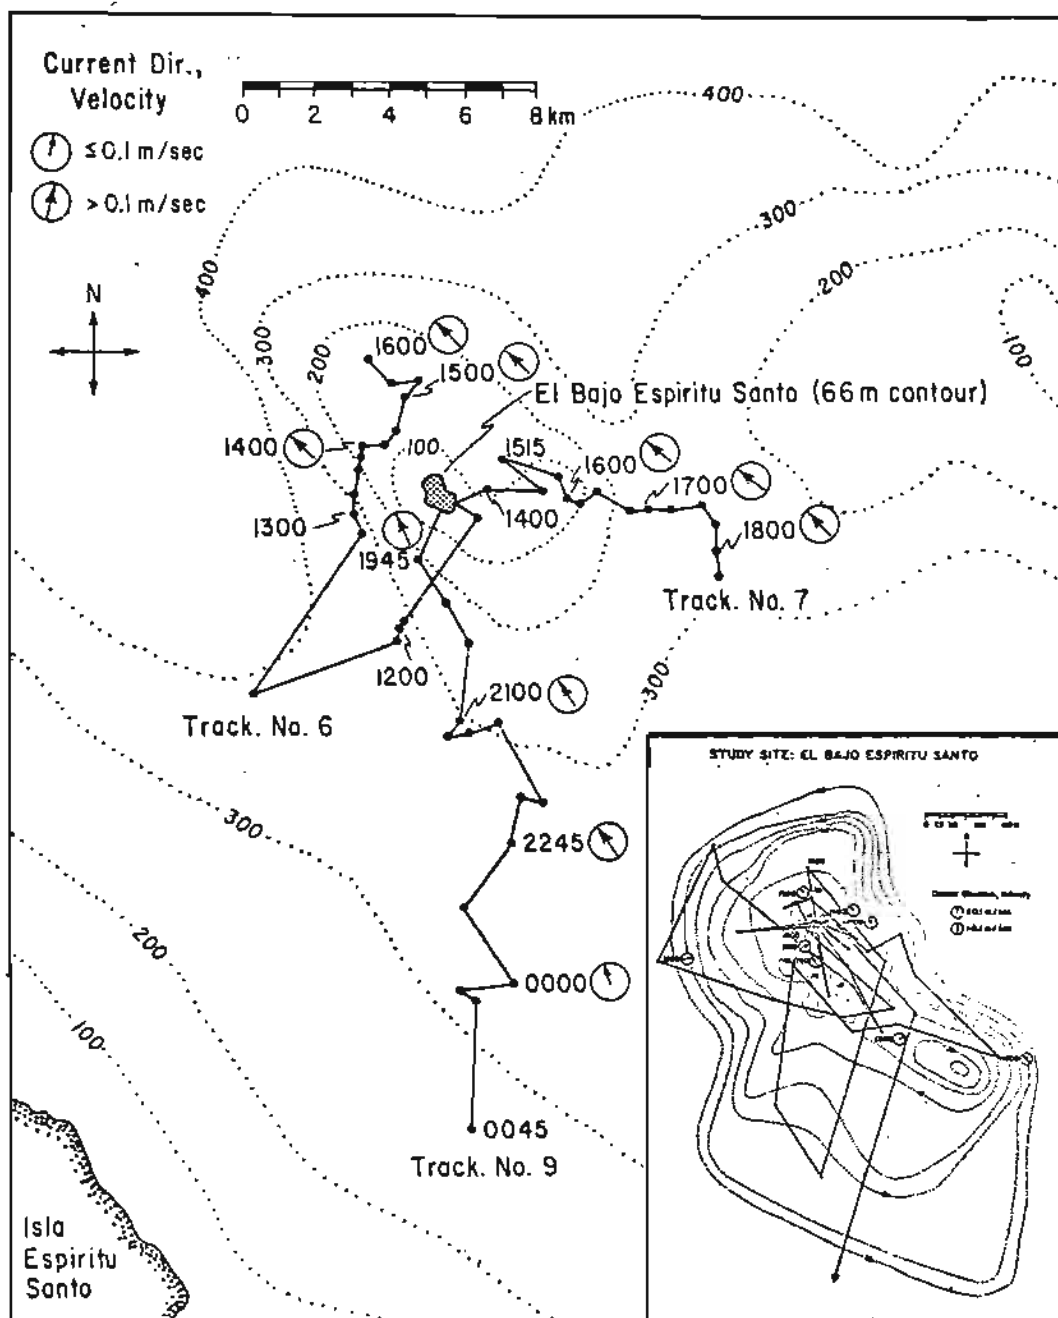 Current Dir.,
Velocity
≤0.1 m/sec
>0.1 m/sec
0 2 4 6 8 km
N
400
400
300
300
200
200
100
100
1600
1500
El Bajo Espiritu Santo (66 m contour)
1400
1515
1600
1700
1400
1300
1800
1945
Track. No. 7
1200
2100
300
Track. No. 6
STUDY SITE: EL BAJO ESPIRITU SANTO
300
2245
200
0000
100
0045
Track. No. 9
Isla
Espiritu
Santo